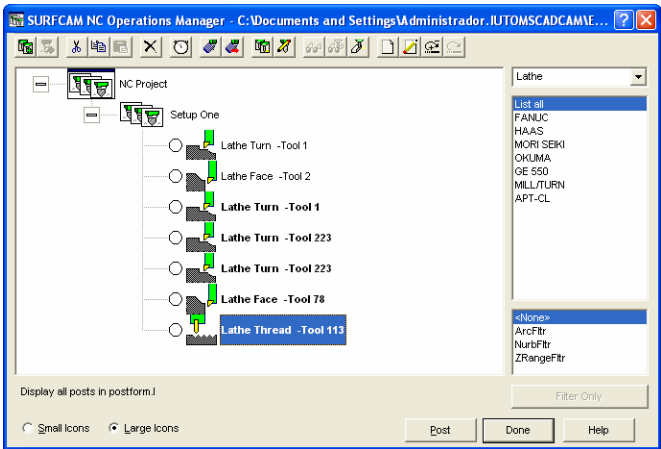 SURFCAM NC Operations Manager - C:\Documents and Settings\Administrador.IUTOMSCADCAM\E...
NC Project
Setup One
Lathe Turn -Tool 1
Lathe Face -Tool 2
Lathe Turn -Tool 1
Lathe Turn -Tool 223
Lathe Turn -Tool 223
Lathe Face -Tool 78
Lathe Thread -Tool 113
Lathe
List all
FANUC
HAAS
MORI SEIKI
OKUMA
GE 550
MILL/TURN
APT-CL
<None>
ArcFltr
NurbFltr
ZRangeFltr
Display all posts in postform.l
Filter Only
Small Icons
Large Icons
Post
Done
Help